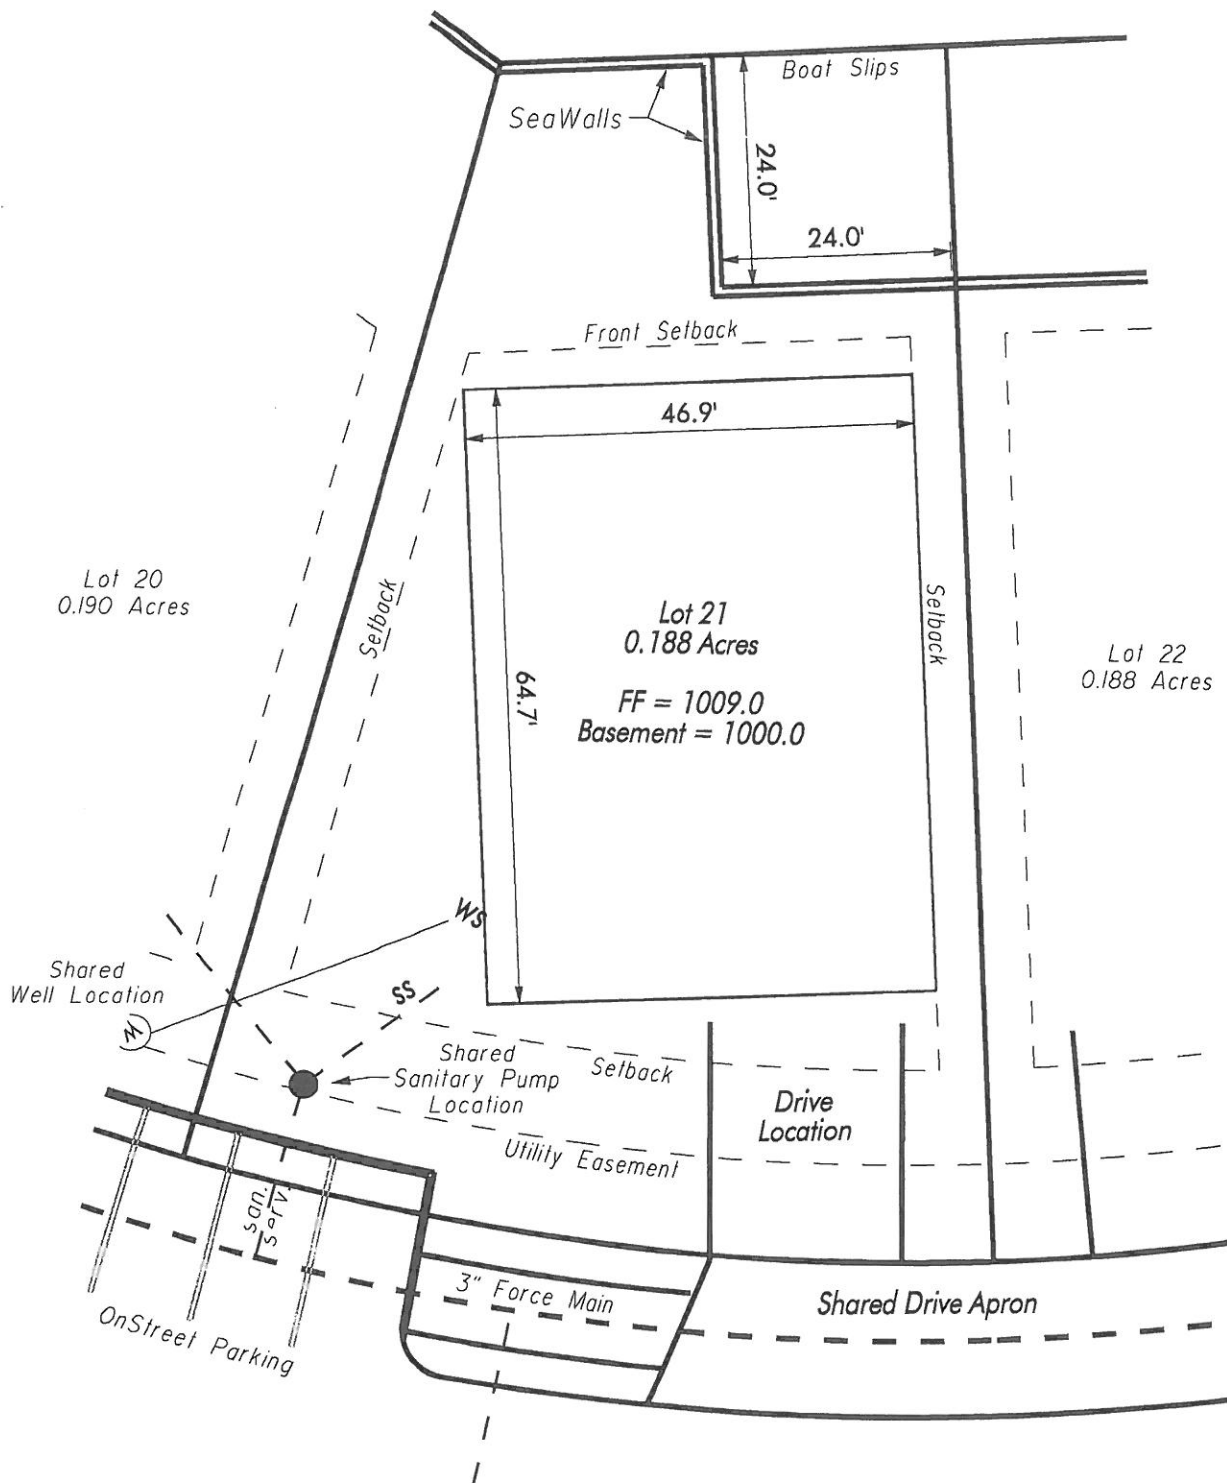 Boat Slips
SeaWalls
24.0'
24.0'
Front Setback
46.9'
Lot 20
0.190 Acres
Setback
Lot 21
0.188 Acres
Setback
Lot 22
0.188 Acres
64.7'
FF = 1009.0
Basement = 1000.0
WS
Shared
Well Location
W
SS
Shared
Sanitary Pump
Location
Setback
Drive
Location
Utility Easement
san.
serv.
3" Force Main
Shared Drive Apron
OnStreet Parking